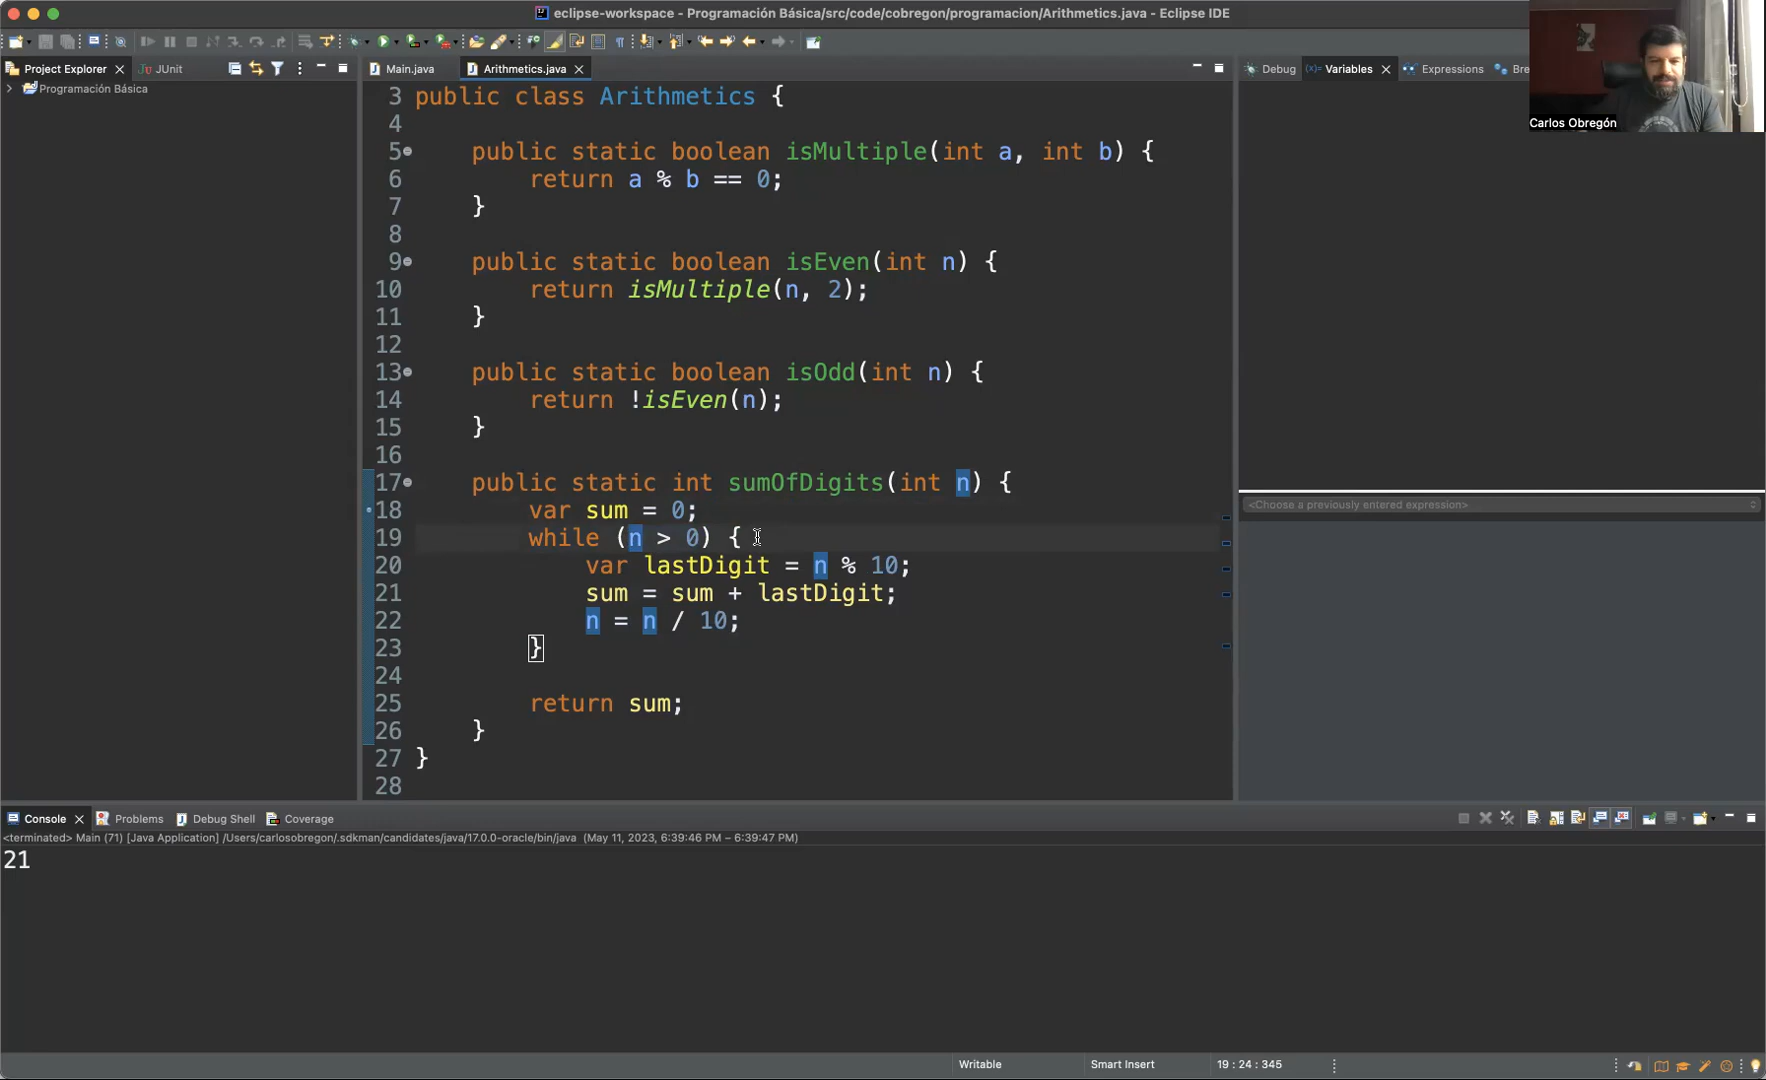 eclipse-workspace - Programación Básica/src/code/cobregon/programacion/Arithmetics.java - Eclipse IDE
Project Explorer
JUnit
Main.java
Arithmetics.java
Debug
Variables
Expressions
Bre
Carlos Obregón
Programación Básica
3 public class Arithmetics {
4
5 public static boolean isMultiple(int a, int b) {
6 return a % b == 0;
7 }
8
9 public static boolean isEven(int n) {
10 return isMultiple(n, 2);
11 }
12
13 public static boolean isOdd(int n) {
14 return !isEven(n);
15 }
16
17 public static int sumOfDigits(int n) {
18 var sum = 0;
19 while (n > 0) {
20 var lastDigit = n % 10;
21 sum = sum + lastDigit;
22 n = n / 10;
23 }
24
25 return sum;
26 }
27 }
28
<Choose a previously entered expression>
Console
Problems
Debug Shell
Coverage
<terminated> Main (71) [Java Application] /Users/carlosobregon/.sdkman/candidates/java/17.0.0-oracle/bin/java (May 11, 2023, 6:39:46 PM – 6:39:47 PM)
21
Writable
Smart Insert
19 : 24 : 345